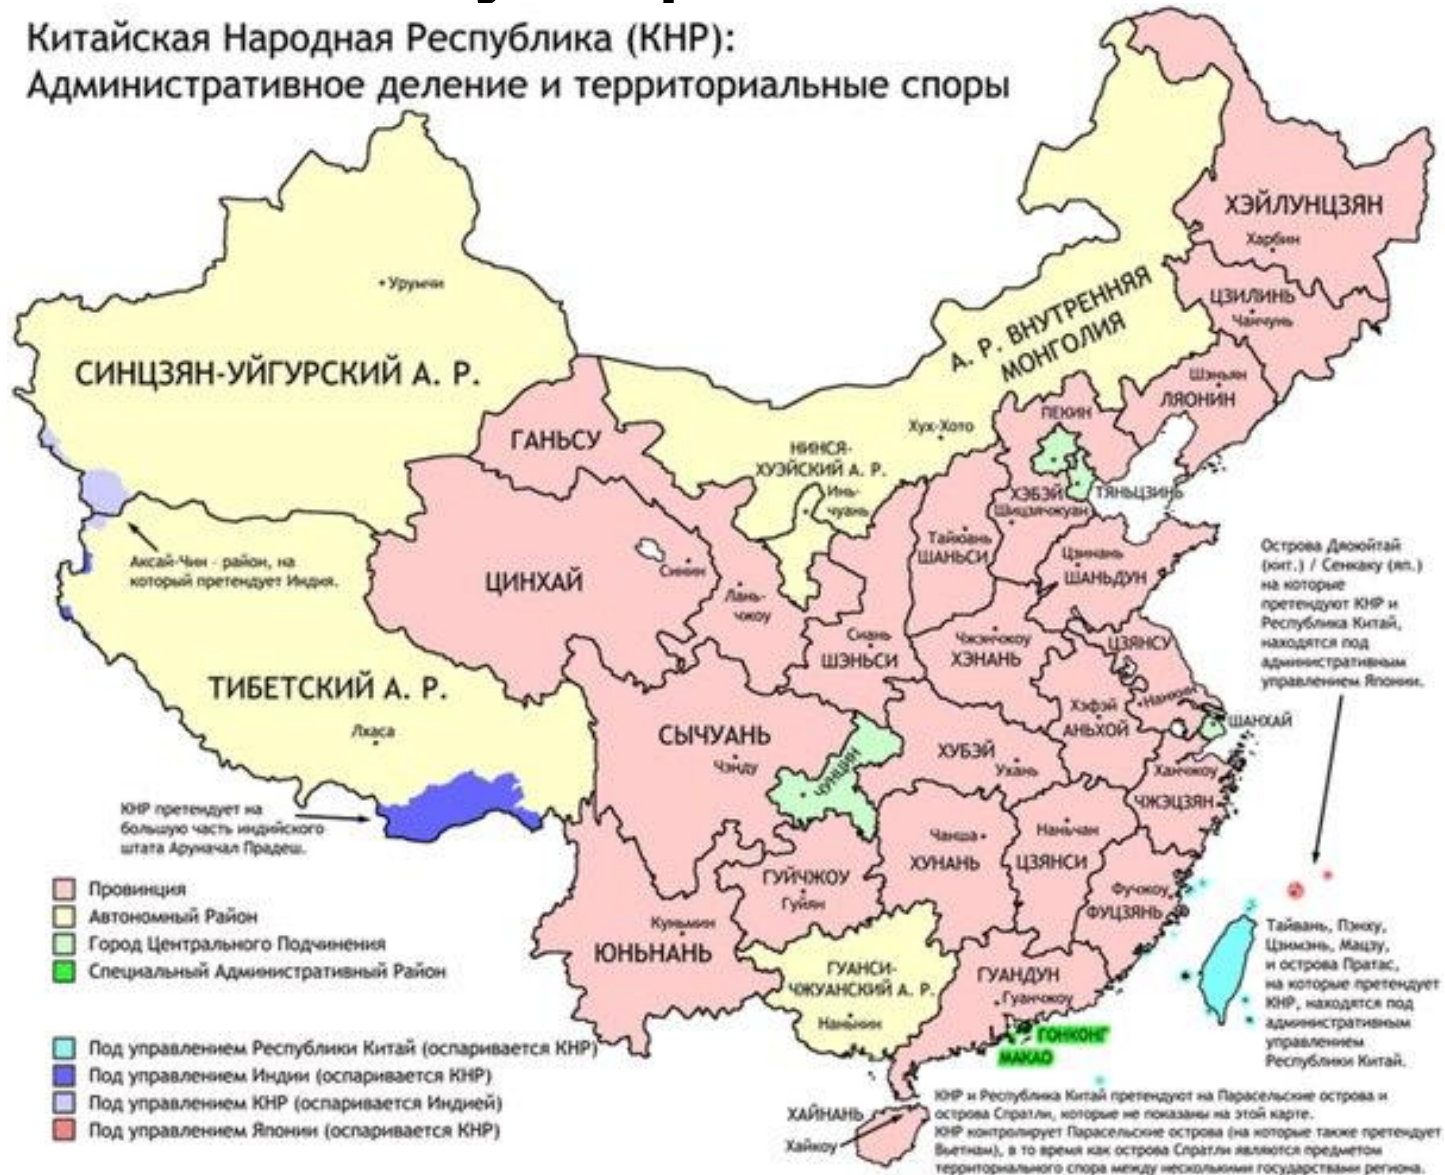 Китайская Народная Республика (КНР):
Административное деление и территориальные споры
ХЭЙЛУНЦЗЯН
Харбин
Урумчи
ЦЗИЛИНЬ
Чанчунь
А. Р. ВНУТРЕННЯЯ
МОНГОЛИЯ
СИНЦЗЯН-УЙГУРСКИЙ А. Р.
Шэньян
ЛЯОНИН
ПЕКИН
ГАНЬСУ
Хух-Хото
НИНСЯ-
ХУЭЙСКИЙ А. Р.
Инь-
чуань
ХЭБЭЙ
ТЯНЬЦЗИНЬ
Шицзячжуан
Тайюань
ШАНЬСИ
Цзинань
ШАНЬДУН
Аксай-Чин - район, на
который претендует Индия.
ЦИНХАЙ
Синин
Лань-
чжоу
Острова Дяоюйтай
(кит.) / Сенкаку (яп.)
на которые
претендуют КНР и
Республика Китай,
находятся под
административным
управлением Японии.
Сиань
ШЭНЬСИ
Чжэнчжоу
ХЭНАНЬ
ЦЗЯНСУ
Нанкин
ТИБЕТСКИЙ А. Р.
Лхаса
СЫЧУАНЬ
Чэнду
ЧУНЦИН
ХУБЭЙ
Ухань
Хэфэй
АНЬХОЙ
ШАНХАЙ
Ханчжоу
ЧЖЭЦЗЯН
КНР претендует на
большую часть индийского
штата Аруначал Прадеш.
Чанша
ХУНАНЬ
Наньчан
ЦЗЯНСИ
ГУЙЧЖОУ
Гуйян
Фучжоу
ФУЦЗЯНЬ
Куньмин
ЮНЬНАНЬ
ГУАНСИ-
ЧЖУАНСКИЙ А. Р.
Наньнин
ГУАНДУН
Гуанчжоу
ГОНКОНГ
МАКАО
Тайвань, Пэнху,
Цзимэнь, Мацзу,
и острова Пратас,
на которые претендует
КНР, находятся под
административным
управлением
Республики Китай.
Провинция
Автономный Район
Город Центрального Подчинения
Специальный Административный Район
Под управлением Республики Китай (оспаривается КНР)
Под управлением Индии (оспаривается КНР)
Под управлением КНР (оспаривается Индией)
Под управлением Японии (оспаривается КНР)
ХАЙНАНЬ
Хайкоу
КНР и Республика Китай претендуют на Парасельские острова и
острова Спратли, которые не показаны на этой карте.
КНР контролирует Парасельские острова (на которые также претендует
Вьетнам), в то время как острова Спратли являются предметом
территориального спора между несколькими государствами региона.